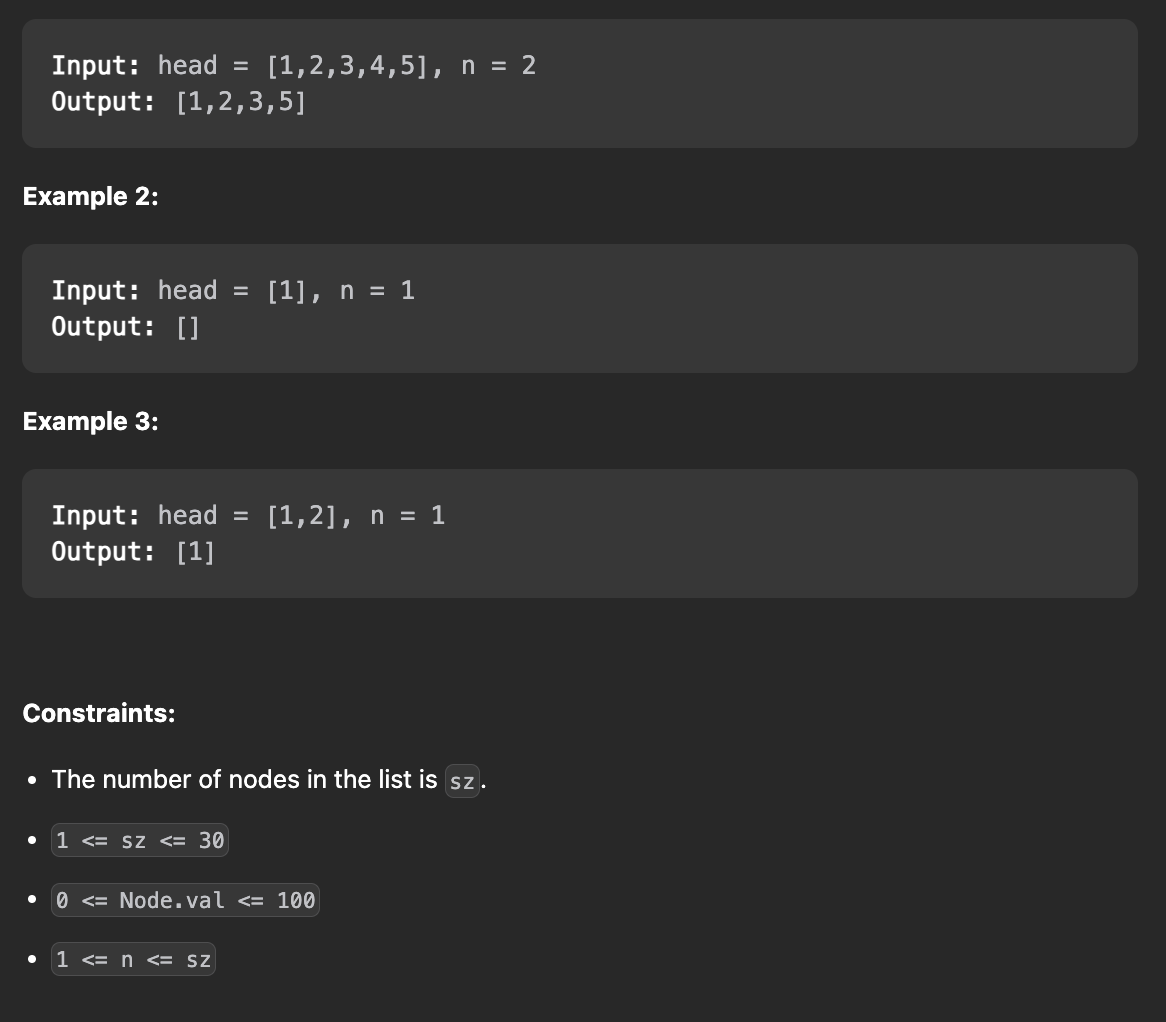 Input: head = [1,2,3,4,5], n = 2
Output: [1,2,3,5]
Example 2:
Input: head = [1], n = 1
Output: []
Example 3:
Input: head = [1,2], n = 1
Output: [1]
Constraints:
• The number of nodes in the list is sz.
• 1 <= sz <= 30
• 0 <= Node.val <= 100
• 1 <= n <= sz